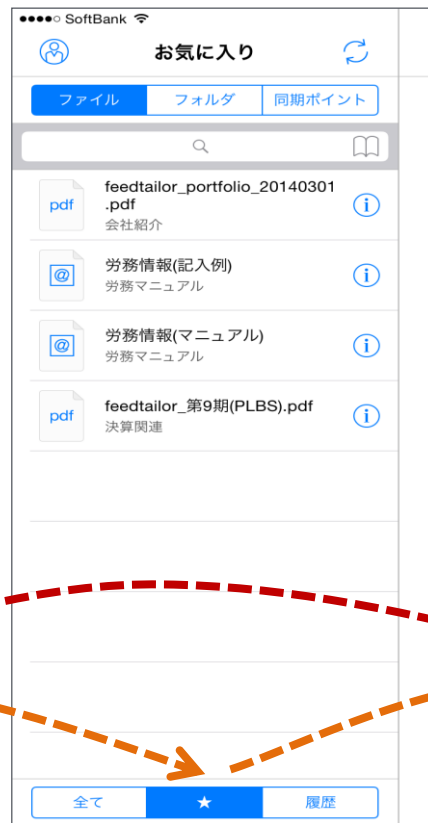 SoftBank
お気に入り
ファイル フォルダ 同期ポイント
pdf
feedtailor_portfolio_20140301
.pdf
会社紹介
@
労務情報(記入例)
労務マニュアル
@
労務情報(マニュアル)
労務マニュアル
pdf
feedtailor_第9期(PLBS).pdf
決算関連
全て ★ 履歴